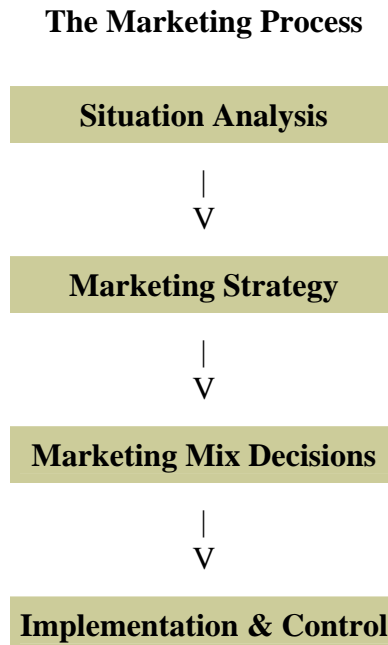 The Marketing Process
Situation Analysis
|
V
Marketing Strategy
|
V
Marketing Mix Decisions
|
V
Implementation & Control